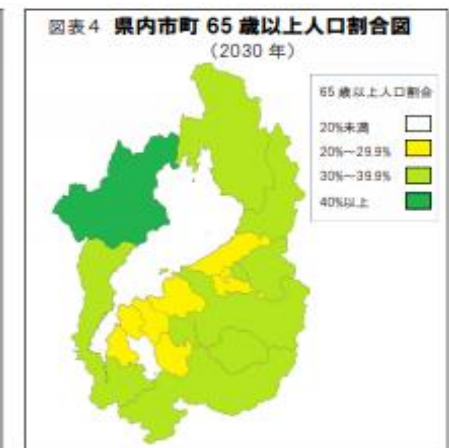 図表4 県内市町 65 歳以上人口割合図
（2030 年）
65 歳以上人口割合
20%未満
20%～29.9%
30%～39.9%
40%以上